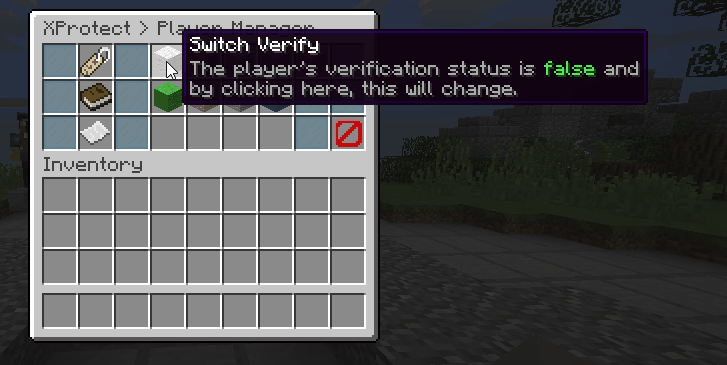 XProtect > Player Manager
Switch Verify
The player's verification status is false and
by clicking here, this will change.
Inventory